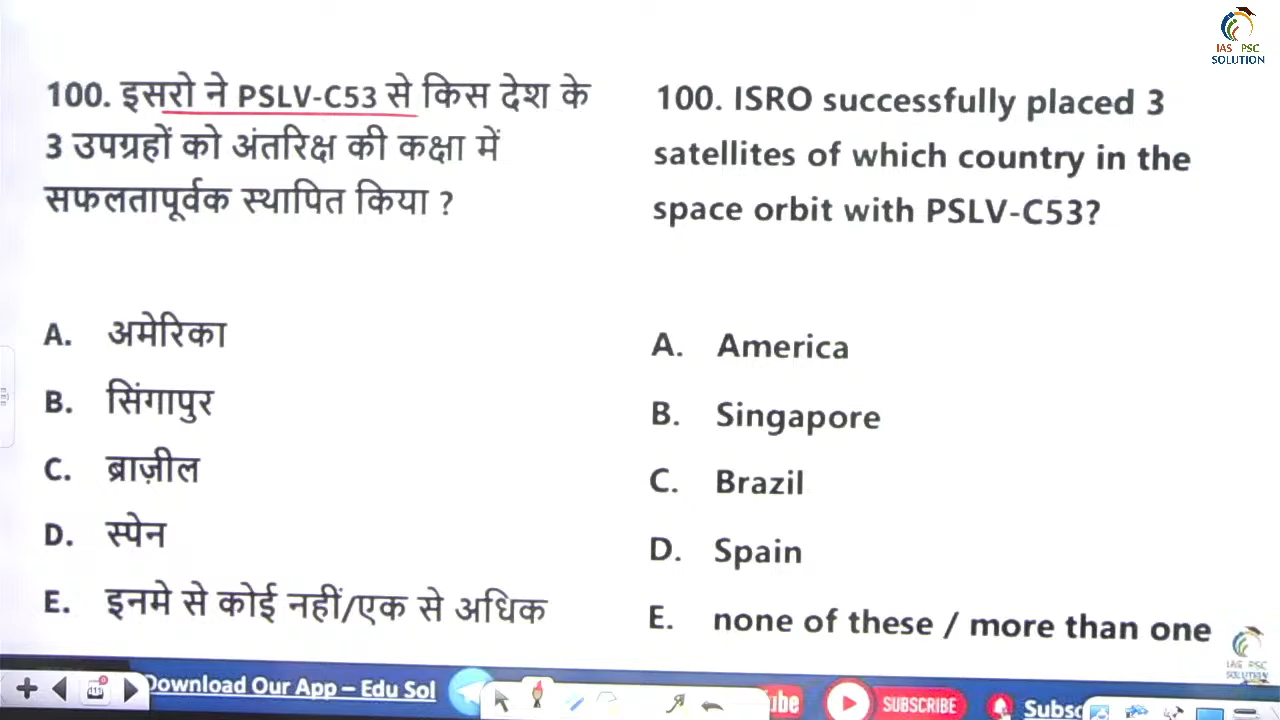 IAS PSC
SOLUTION
100. इसरो ने PSLV-C53 से किस देश के
3 उपग्रहों को अंतरिक्ष की कक्षा में
सफलतापूर्वक स्थापित किया ?
A. अमेरिका
B. सिंगापुर
C. ब्राज़ील
D. स्पेन
E. इनमे से कोई नहीं/एक से अधिक
100. ISRO successfully placed 3
satellites of which country in the
space orbit with PSLV-C53?
A. America
B. Singapore
C. Brazil
D. Spain
E. none of these / more than one
IAS PSC
SOLUTION
Download Our App – Edu Sol
ube
SUBSCRIBE
Subsc